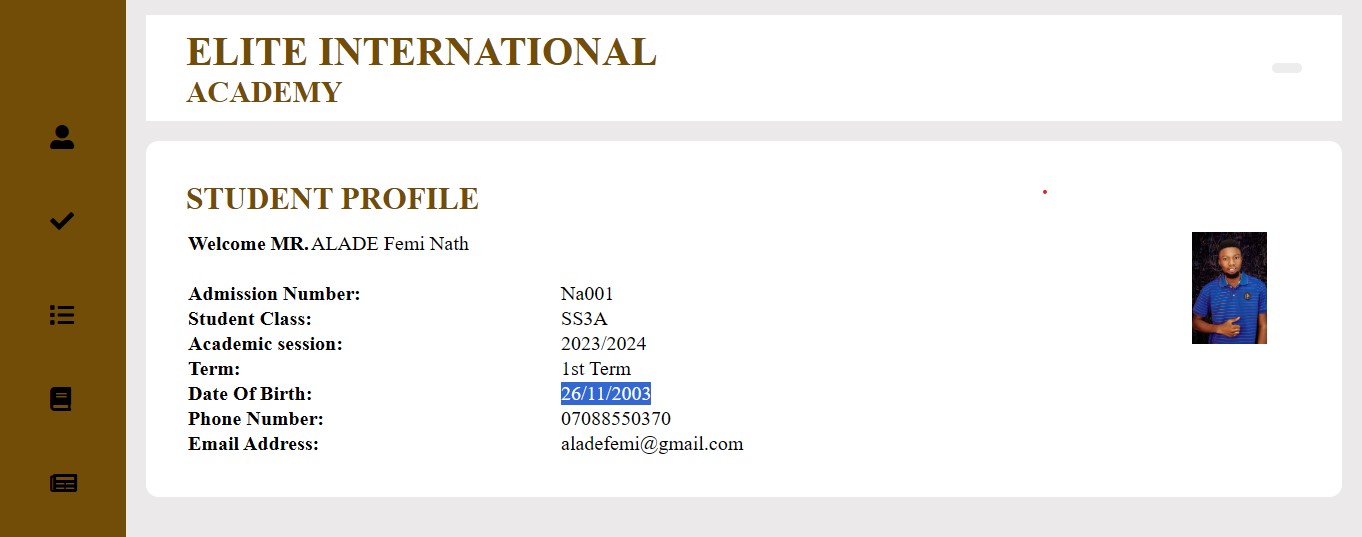 ELITE INTERNATIONAL
ACADEMY
STUDENT PROFILE
Welcome MR. ALADE Femi Nath
Admission Number: Na001
Student Class: SS3A
Academic session: 2023/2024
Term: 1st Term
Date Of Birth: 26/11/2003
Phone Number: 07088550370
Email Address: aladefemi@gmail.com